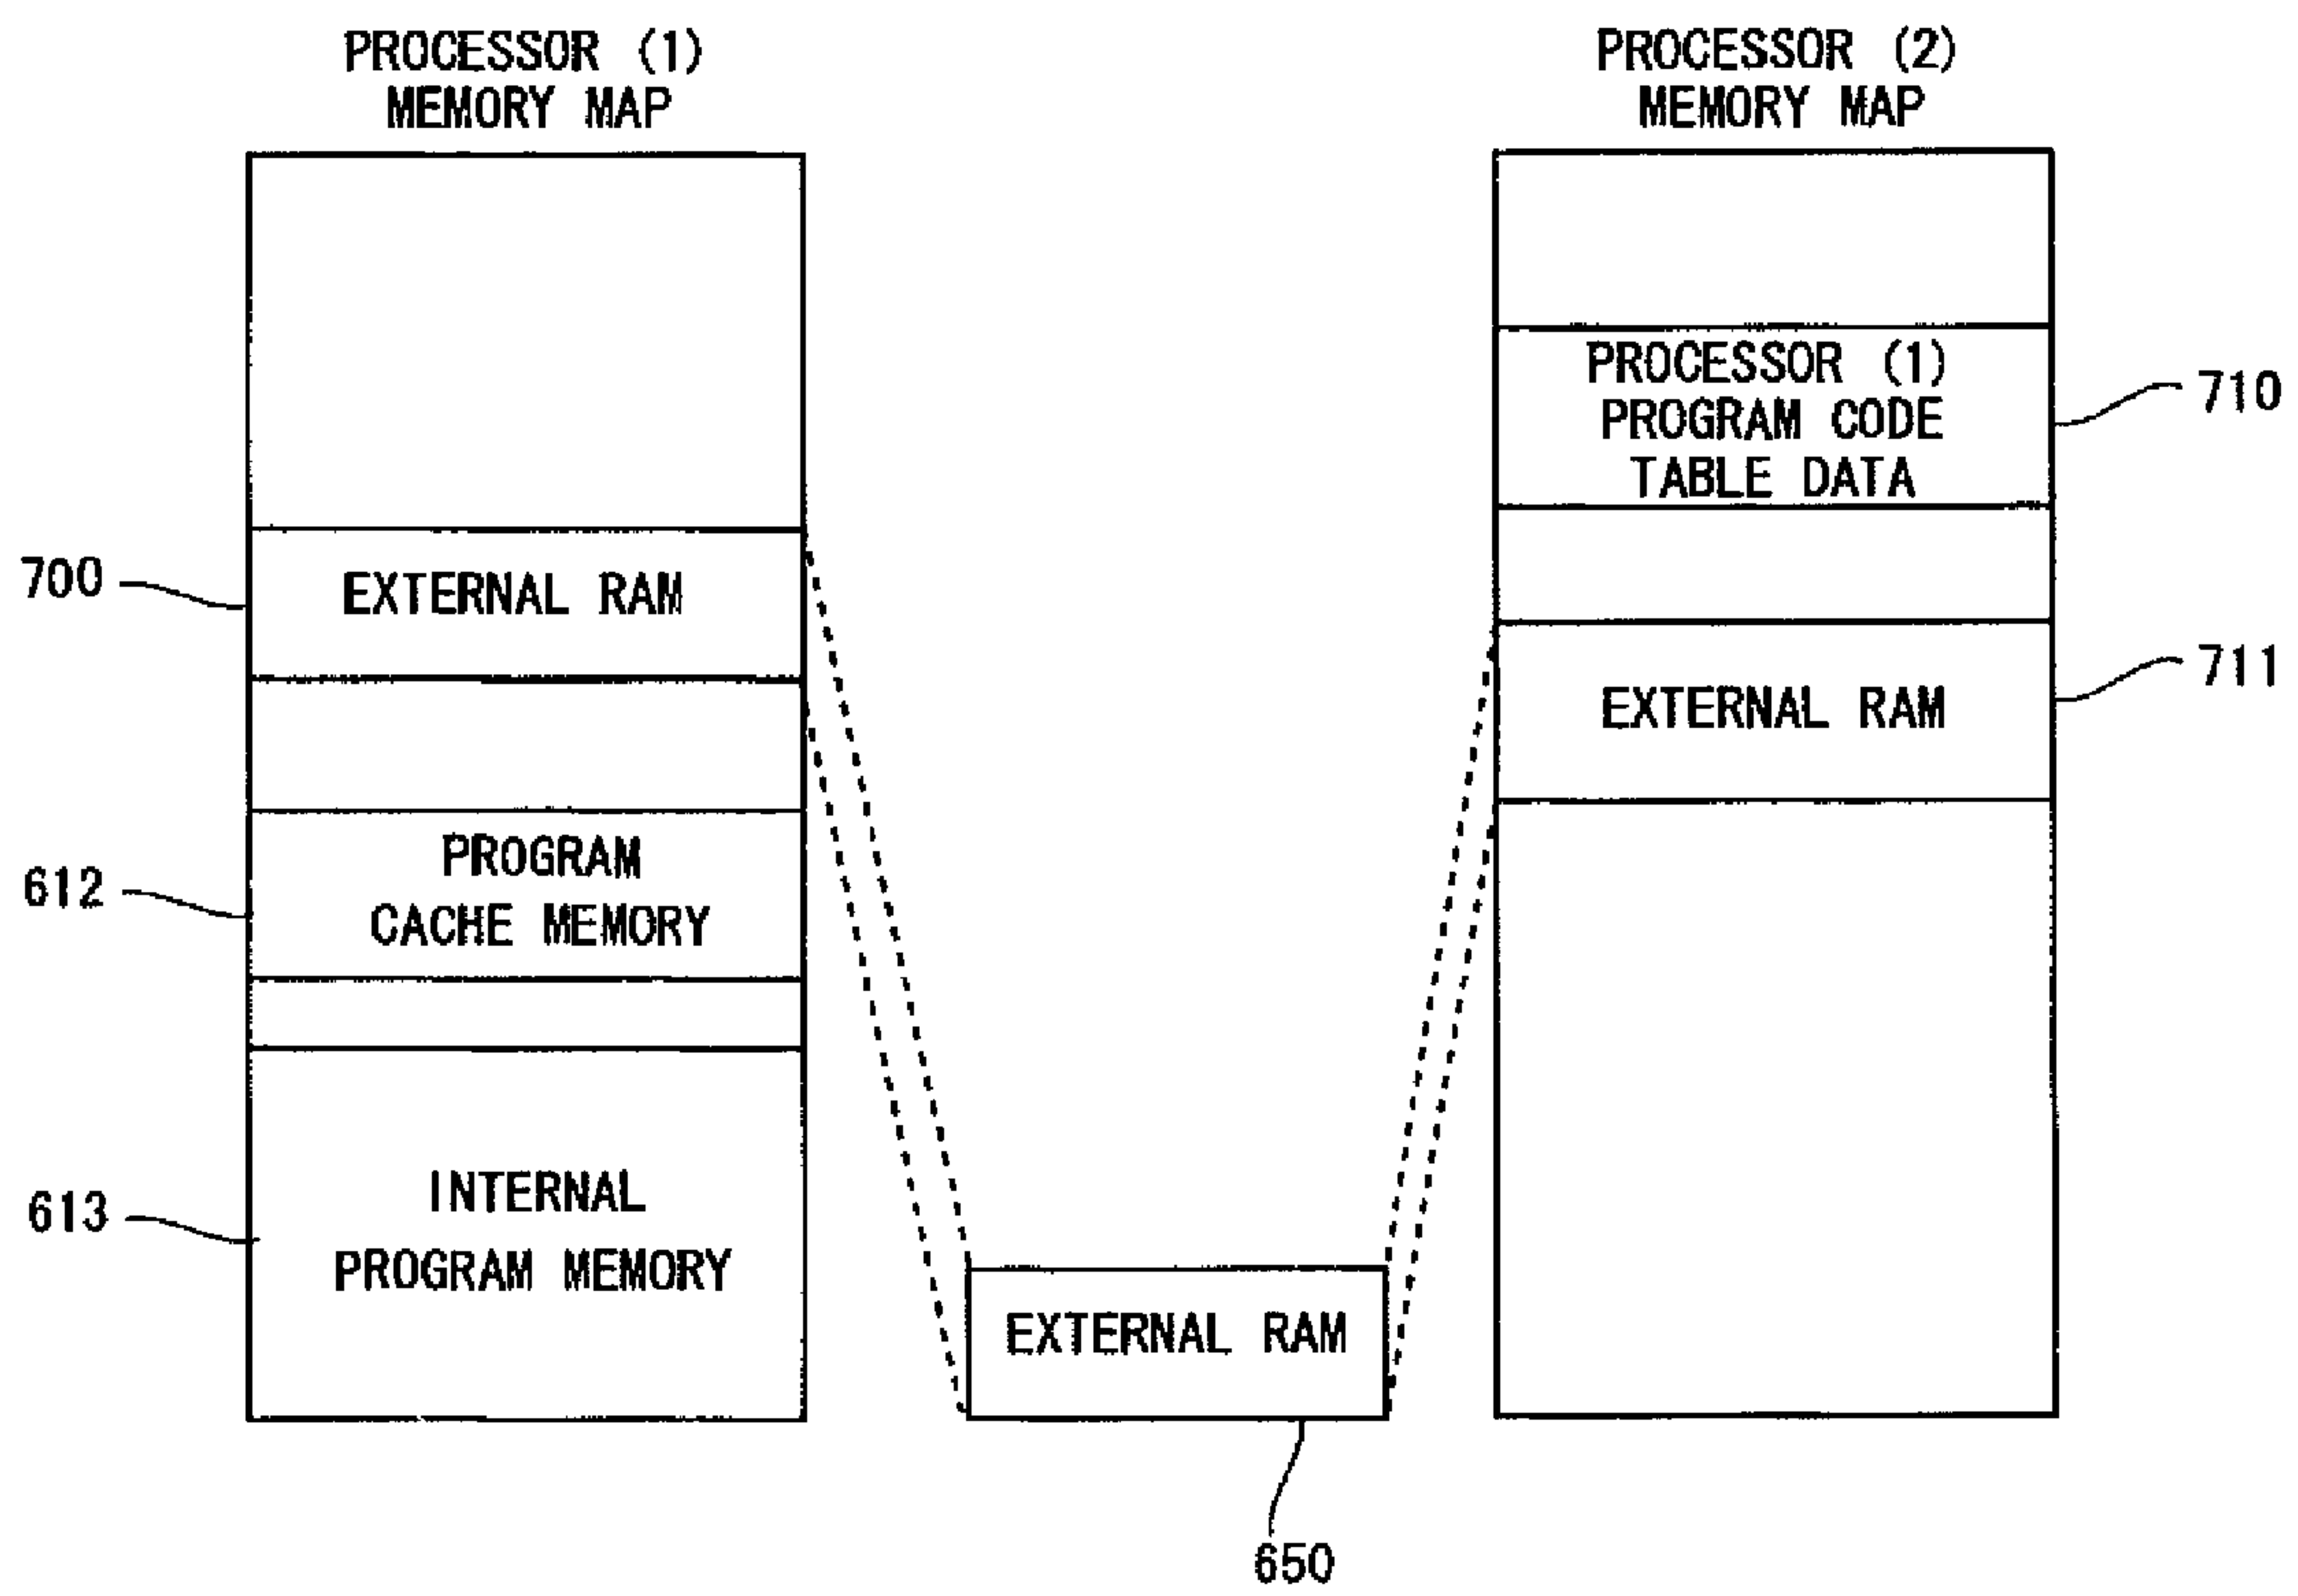 PROCESSOR (1)
MEMORY MAP
700
EXTERNAL RAM
612
PROGRAM
CACHE MEMORY
613
INTERNAL
PROGRAM MEMORY
EXTERNAL RAM
650
PROCESSOR (2)
MEMORY MAP
PROCESSOR (1)
PROGRAM CODE
TABLE DATA
710
EXTERNAL RAM
711